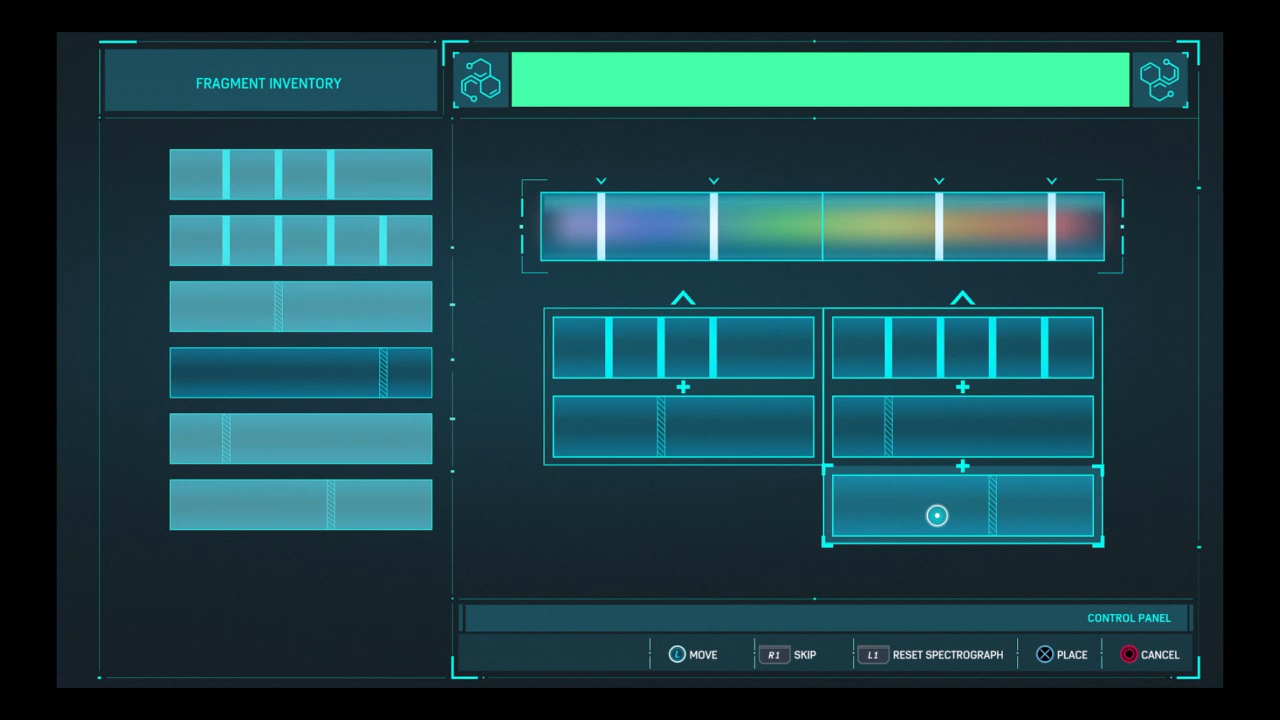 FRAGMENT INVENTORY
CONTROL PANEL
L MOVE
R1 SKIP
L1 RESET SPECTROGRAPH
PLACE
CANCEL